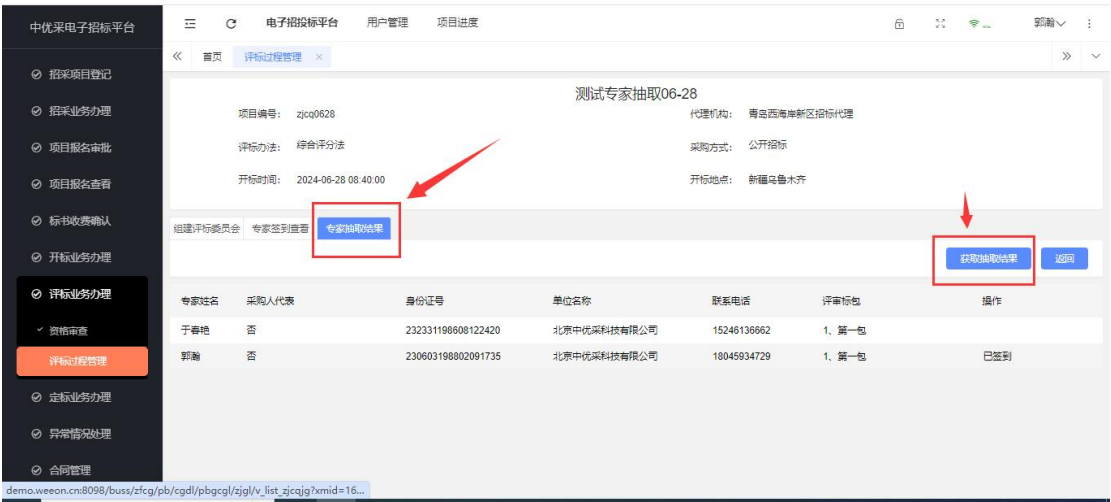 中优采电子招标平台
电子招投标平台 用户管理 项目进度 郭瀚
首页 评标过程管理 ×
招采项目登记
招采业务办理
项目报名审批
项目报名查看
标书收费确认
开标业务办理
评标业务办理
资格审查
评标过程管理
定标业务办理
异常情况处理
合同管理
测试专家抽取06-28
项目编号: zjcq0628 代理机构: 青岛西海岸新区招标代理
评标办法: 综合评分法 采购方式: 公开招标
开标时间: 2024-06-28 08:40:00 开标地点: 新疆乌鲁木齐
组建评标委员会 专家签到查看 专家抽取结果
获取抽取结果 返回
专家姓名 采购人代表 身份证号 单位名称 联系电话 评审标包 操作
于春艳 否 232331198608122420 北京中优采科技有限公司 15246136662 1、第一包
郭瀚 否 230603198802091735 北京中优采科技有限公司 18045934729 1、第一包 已签到
demo.weeon.cn:8098/buss/zfcg/pb/cgdl/pbgcgl/zjgl/v_list_zjcqjg?xmid=16...